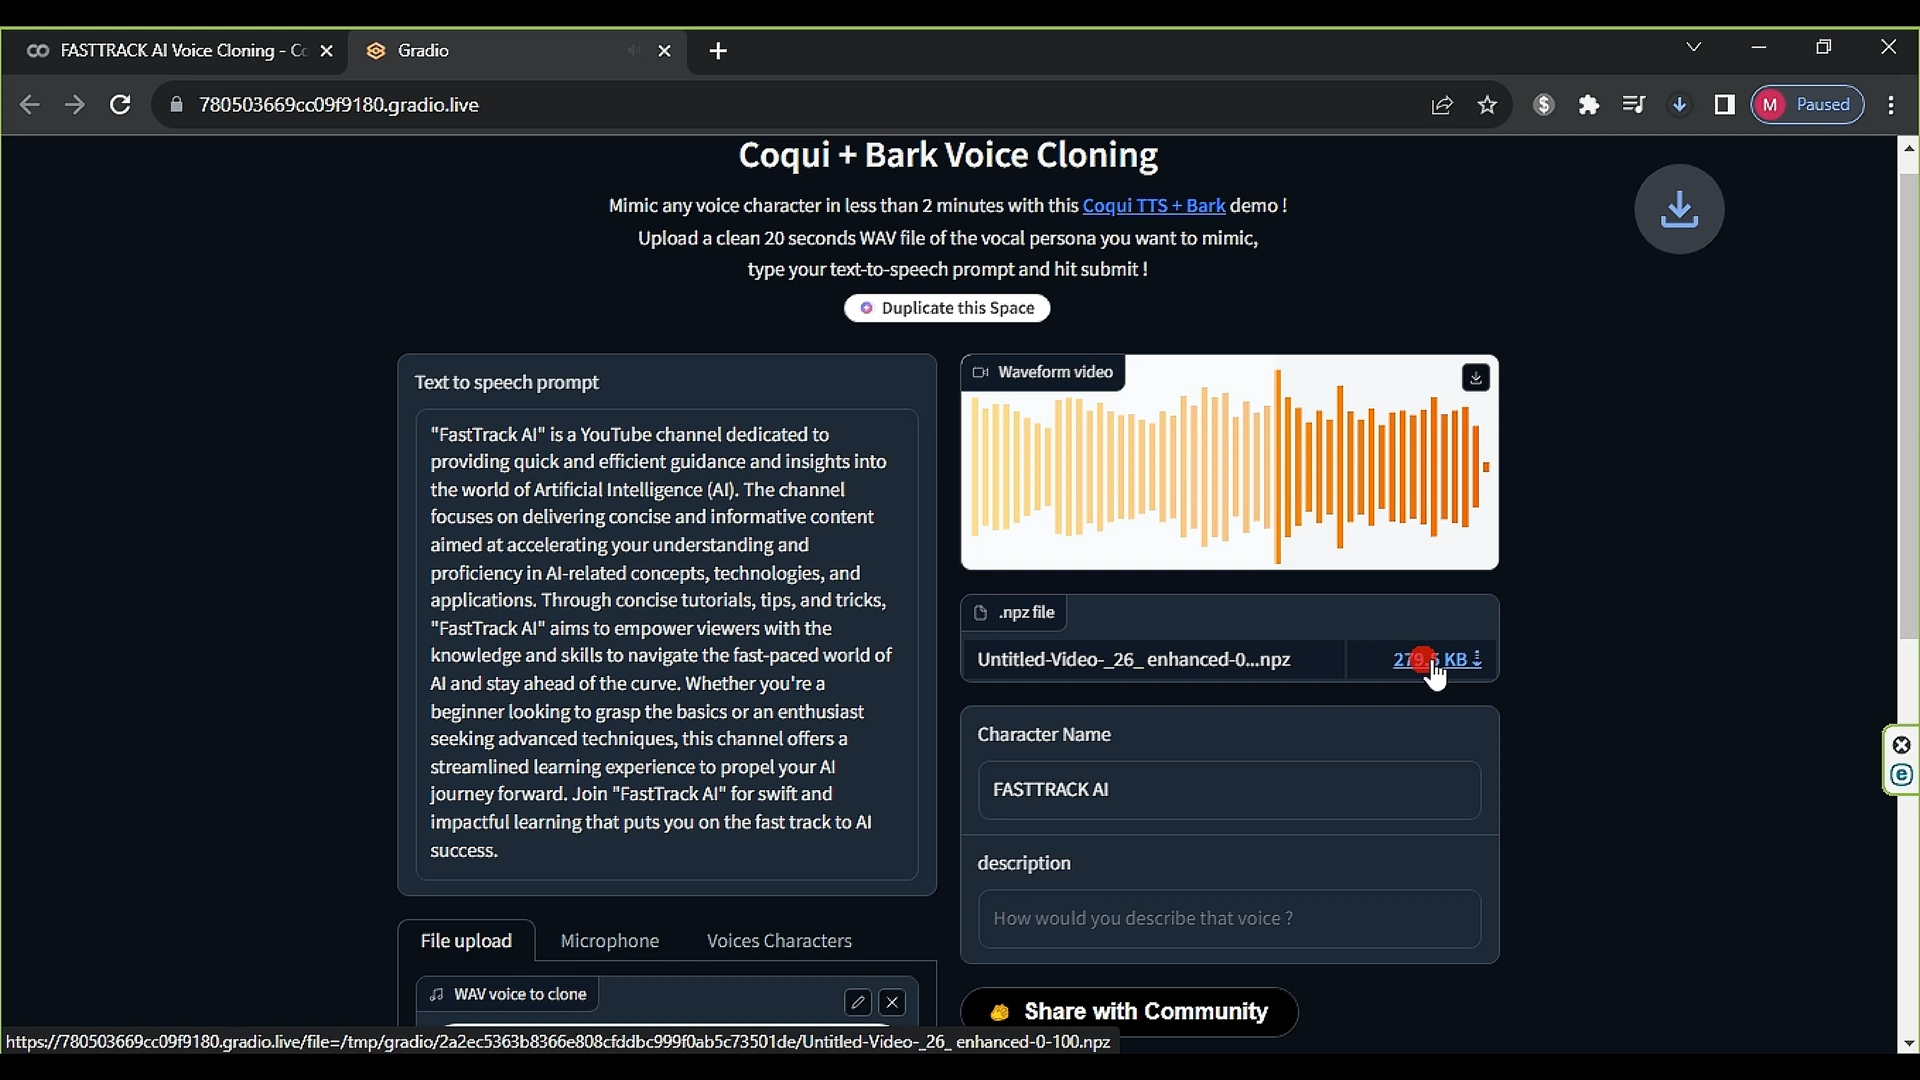 FASTTRACK AI Voice Cloning - Co
Gradio
780503669cc09f9180.gradio.live
M Paused
Coqui + Bark Voice Cloning
Mimic any voice character in less than 2 minutes with this Coqui TTS + Bark demo !
Upload a clean 20 seconds WAV file of the vocal persona you want to mimic,
type your text-to-speech prompt and hit submit !
Duplicate this Space
Text to speech prompt
"FastTrack AI" is a YouTube channel dedicated to
providing quick and efficient guidance and insights into
the world of Artificial Intelligence (AI). The channel
focuses on delivering concise and informative content
aimed at accelerating your understanding and
proficiency in AI-related concepts, technologies, and
applications. Through concise tutorials, tips, and tricks,
"FastTrack AI" aims to empower viewers with the
knowledge and skills to navigate the fast-paced world of
AI and stay ahead of the curve. Whether you're a
beginner looking to grasp the basics or an enthusiast
seeking advanced techniques, this channel offers a
streamlined learning experience to propel your AI
journey forward. Join "FastTrack AI" for swift and
impactful learning that puts you on the fast track to AI
success.
File upload Microphone Voices Characters
WAV voice to clone
Waveform video
.npz file
Untitled-Video-_26_ enhanced-0...npz KB
Character Name
FASTTRACK AI
description
How would you describe that voice ?
Share with Community
https://780503669cc09f9180.gradio.live/file=/tmp/gradio/2a2ec5363b8366e808cfddbc999f0ab5c73501de/Untitled-Video-_26_ enhanced-0-100.npz